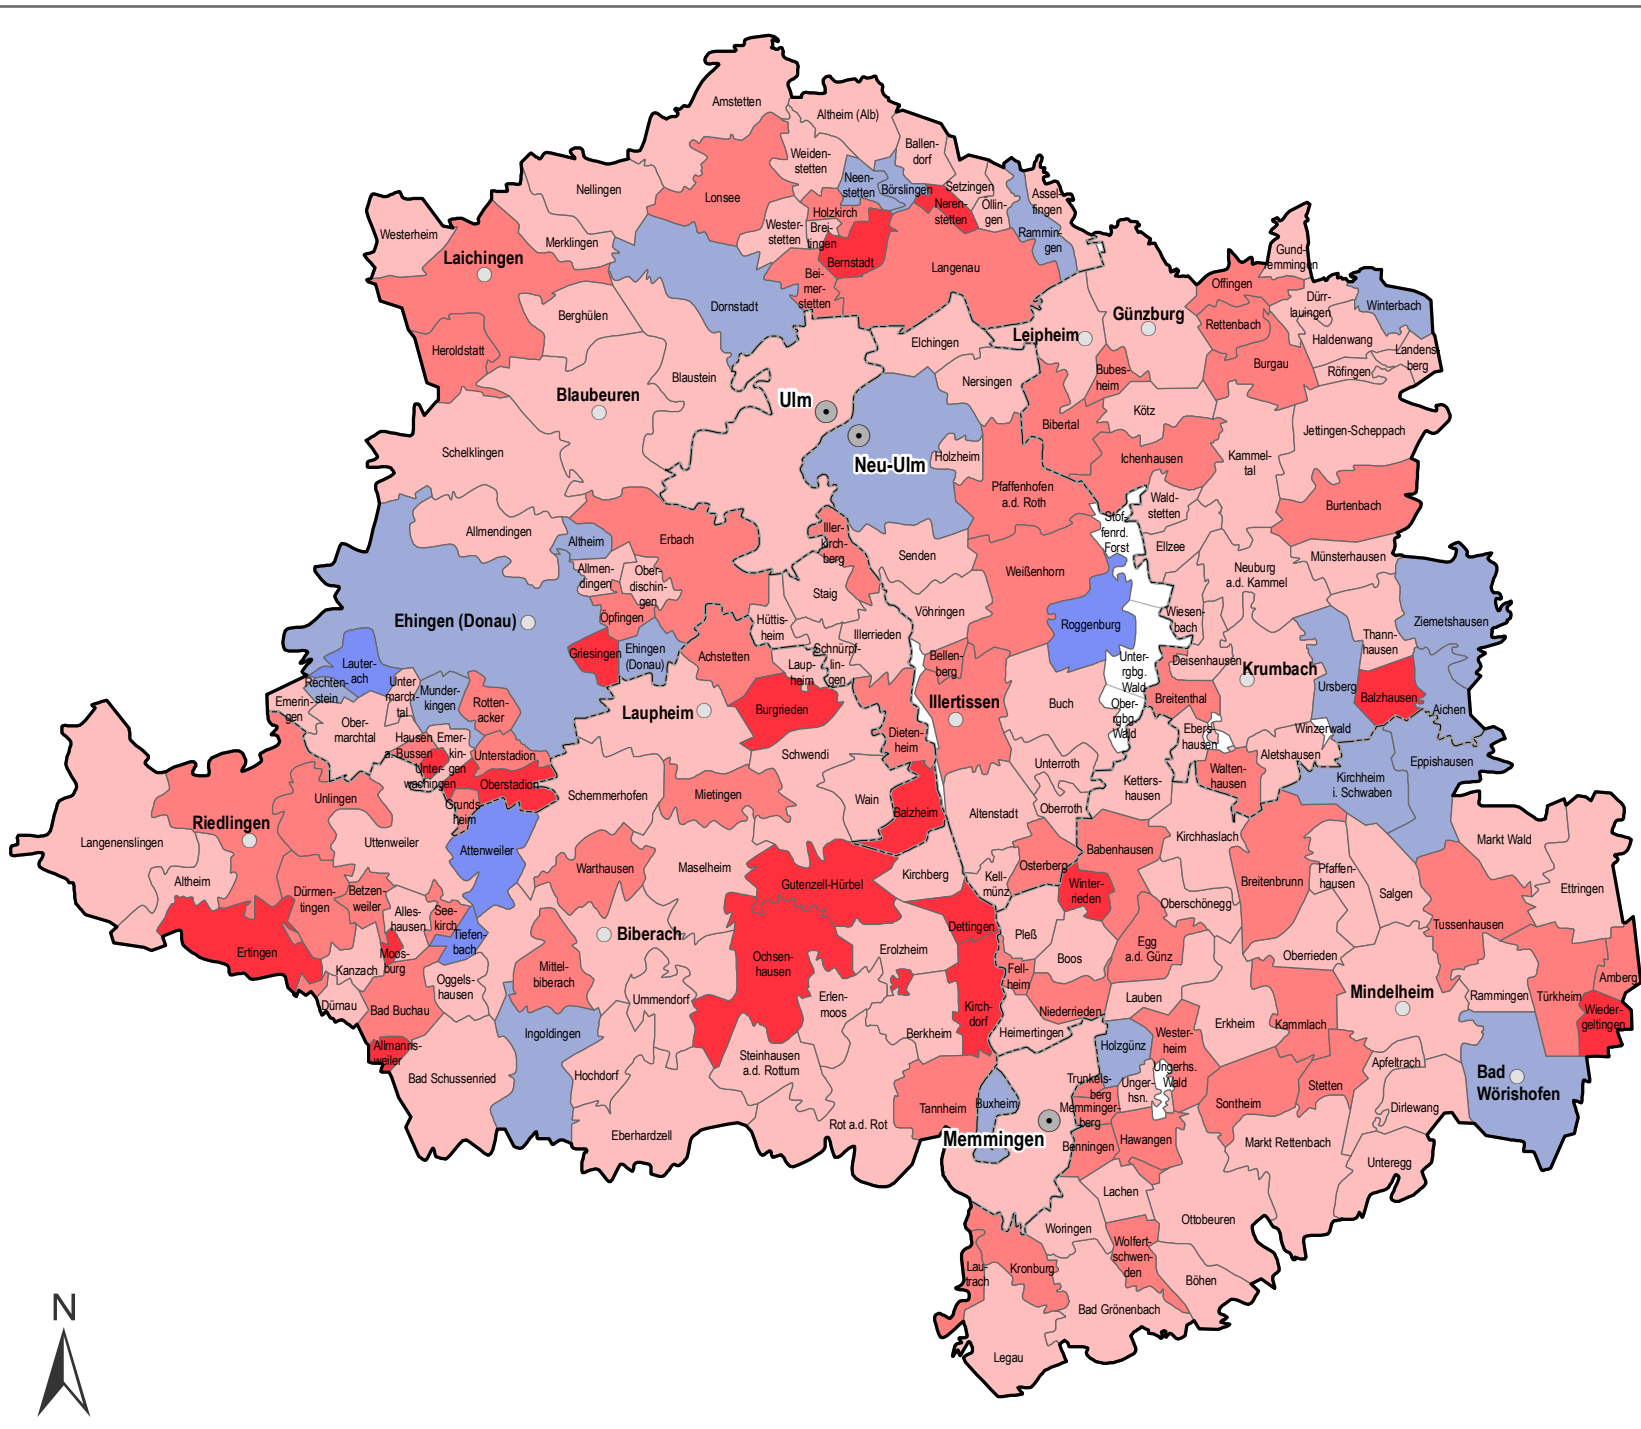 Amstetten
Altheim (Alb)
Ballen-
dorf
Weiden-
stetten
Nellingen
Lonsee
Neen-
stetten
Börslingen
Setzingen
Neren-
stetten
Öllin-
gen
Assel-
fingen
Rammin-
gen
Westerheim
Merklingen
Laichingen
Wester-
stetten
Holzkirch
Brei-
tingen
Bernstadt
Langenau
Bei-
mer-
stetten
Dornstadt
Berghülen
Heroldstatt
Gund-
remmingen
Offingen
Dürr-
lauingen
Winterbach
Günzburg
Leipheim
Rettenbach
Haldenwang
Landens-
berg
Röfingen
Burgau
Elchingen
Nersingen
Bubes-
heim
Kötz
Bibertal
Blaustein
Blaubeuren
Ulm
Neu-Ulm
Holzheim
Jettingen-Scheppach
Ichenhausen
Kammel-
tal
Schelklingen
Pfaffenhofen
a.d. Roth
Wald-
stetten
Burtenbach
Stof-
fenrd.
Forst
Ellzee
Münsterhausen
Allmendingen
Altheim
Erbach
Iller-
kirch-
berg
Senden
Weißenhorn
Neuburg
a.d. Kammel
Allmen-
dingen
Ober-
dischin-
gen
Staig
Vöhringen
Roggenburg
Wiesen-
bach
Ziemetshausen
Ehingen (Donau)
Öpfingen
Hüttis-
heim
Illerrieden
Thann-
hausen
Griesingen
Ehingen
(Donau)
Achstetten
Laup-
heim
Schnürpf-
lin-
gen
Bellen-
berg
Unter-
rgbg.
Wald
Deisenhausen
Krumbach
Ursberg
Balzhausen
Aichen
Lauter-
ach
Rechten-
stein
Unter
march-
tal
Munder-
kingen
Rotten-
acker
Emerin-
gen
Ober-
marchtal
Laupheim
Burgrieden
Illertissen
Buch
Ober-
rgbg.
Wald
Breitenthal
Ebers-
hausen
Winzerwald
Aletshausen
Hausen
a. Bussen
Emer-
kin-
gen
Unter-
wachingen
Unterstadion
Oberstadion
Grunds-
heim
Schwendi
Dieten-
heim
Unterroth
Ketters-
hausen
Walten-
hausen
Kirchheim
i. Schwaben
Eppishausen
Unlingen
Riedlingen
Schemmerhofen
Mietingen
Wain
Balzheim
Altenstadt
Oberroth
Langenenslingen
Uttenweiler
Attenweiler
Babenhausen
Kirchhaslach
Markt Wald
Altheim
Warthausen
Maselheim
Gutenzell-Hürbel
Kirchberg
Kell-
münz
Osterberg
Winter-
rieden
Breitenbrunn
Pfaffen-
hausen
Salgen
Ettringen
Dürmen-
tingen
Betzen-
weiler
Alles-
hausen
See-
kirch
Tiefen-
bach
Oberschönegg
Tussenhausen
Biberach
Dettingen
Pleß
Ertingen
Moos-
burg
Kanzach
Oggels-
hausen
Mittel-
biberach
Ochsen-
hausen
Erolzheim
Boos
Egg
a.d. Günz
Oberrieden
Fell-
heim
Amberg
Dürnau
Bad Buchau
Ummendorf
Erlen-
moos
Kirch-
dorf
Niederrieden
Lauben
Mindelheim
Rammingen
Türkheim
Wieder-
geltingen
Allmanns-
weiler
Ingoldingen
Berkheim
Heimertingen
Holzgünz
Wester-
heim
Erkheim
Kammlach
Bad Schussenried
Hochdorf
Steinhausen
a.d. Rottum
Ungerhs.
Wald
Apfeltrach
Bad
Wörishofen
Trunkels-
berg
Unger-
hsn.
Stetten
Sontheim
Tannheim
Buxheim
Memminger-
berg
Dirlewang
Eberhardzell
Rot a.d. Rot
Memmingen
Benningen
Hawangen
Markt Rettenbach
Unteregg
Lachen
Ottobeuren
Woringen
Wolfert-
schwen-
den
Lau-
trach
Kronburg
Böhen
Bad Grönenbach
Legau
N